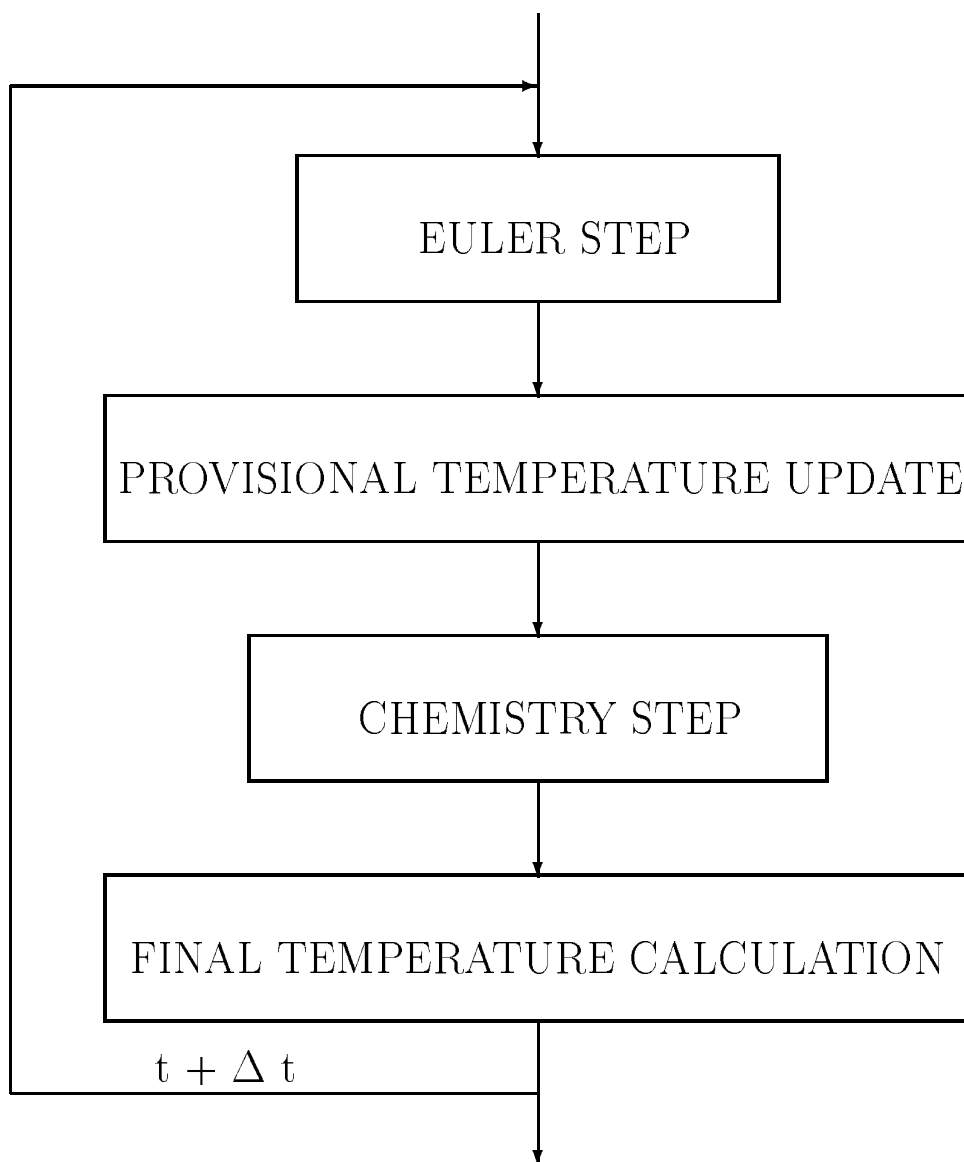 EULER STEP
PROVISIONAL TEMPERATURE UPDATE
CHEMISTRY STEP
FINAL TEMPERATURE CALCULATION
t + Δ t